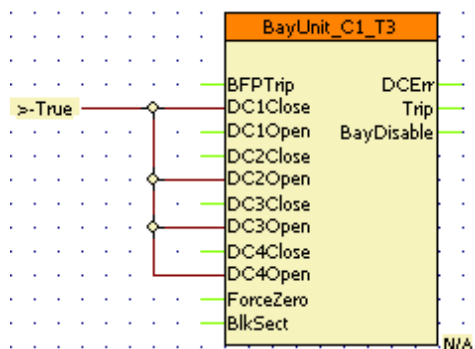 BayUnit_C1_T3
BFPTrip DCErr
>-True DC1Close Trip
DC1Open BayDisable
DC2Close
DC2Open
DC3Close
DC3Open
DC4Close
DC4Open
ForceZero
BlkSect
N/A